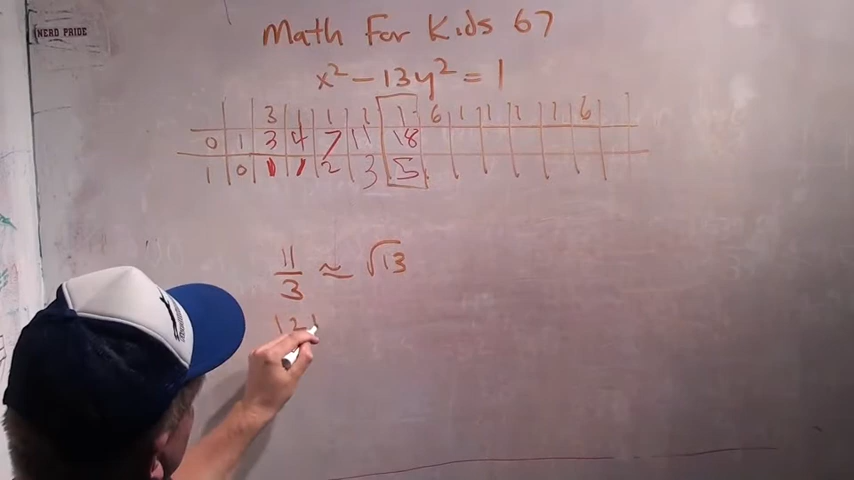 NERD PRIDE
Math For Kids 67
x² - 13y² = 1
3 1 1 1 1 6 1 1 1 1 6
0 1 3 4 7 11 18
1 0 1 1 2 3 5
11/3 ≈ √13
121